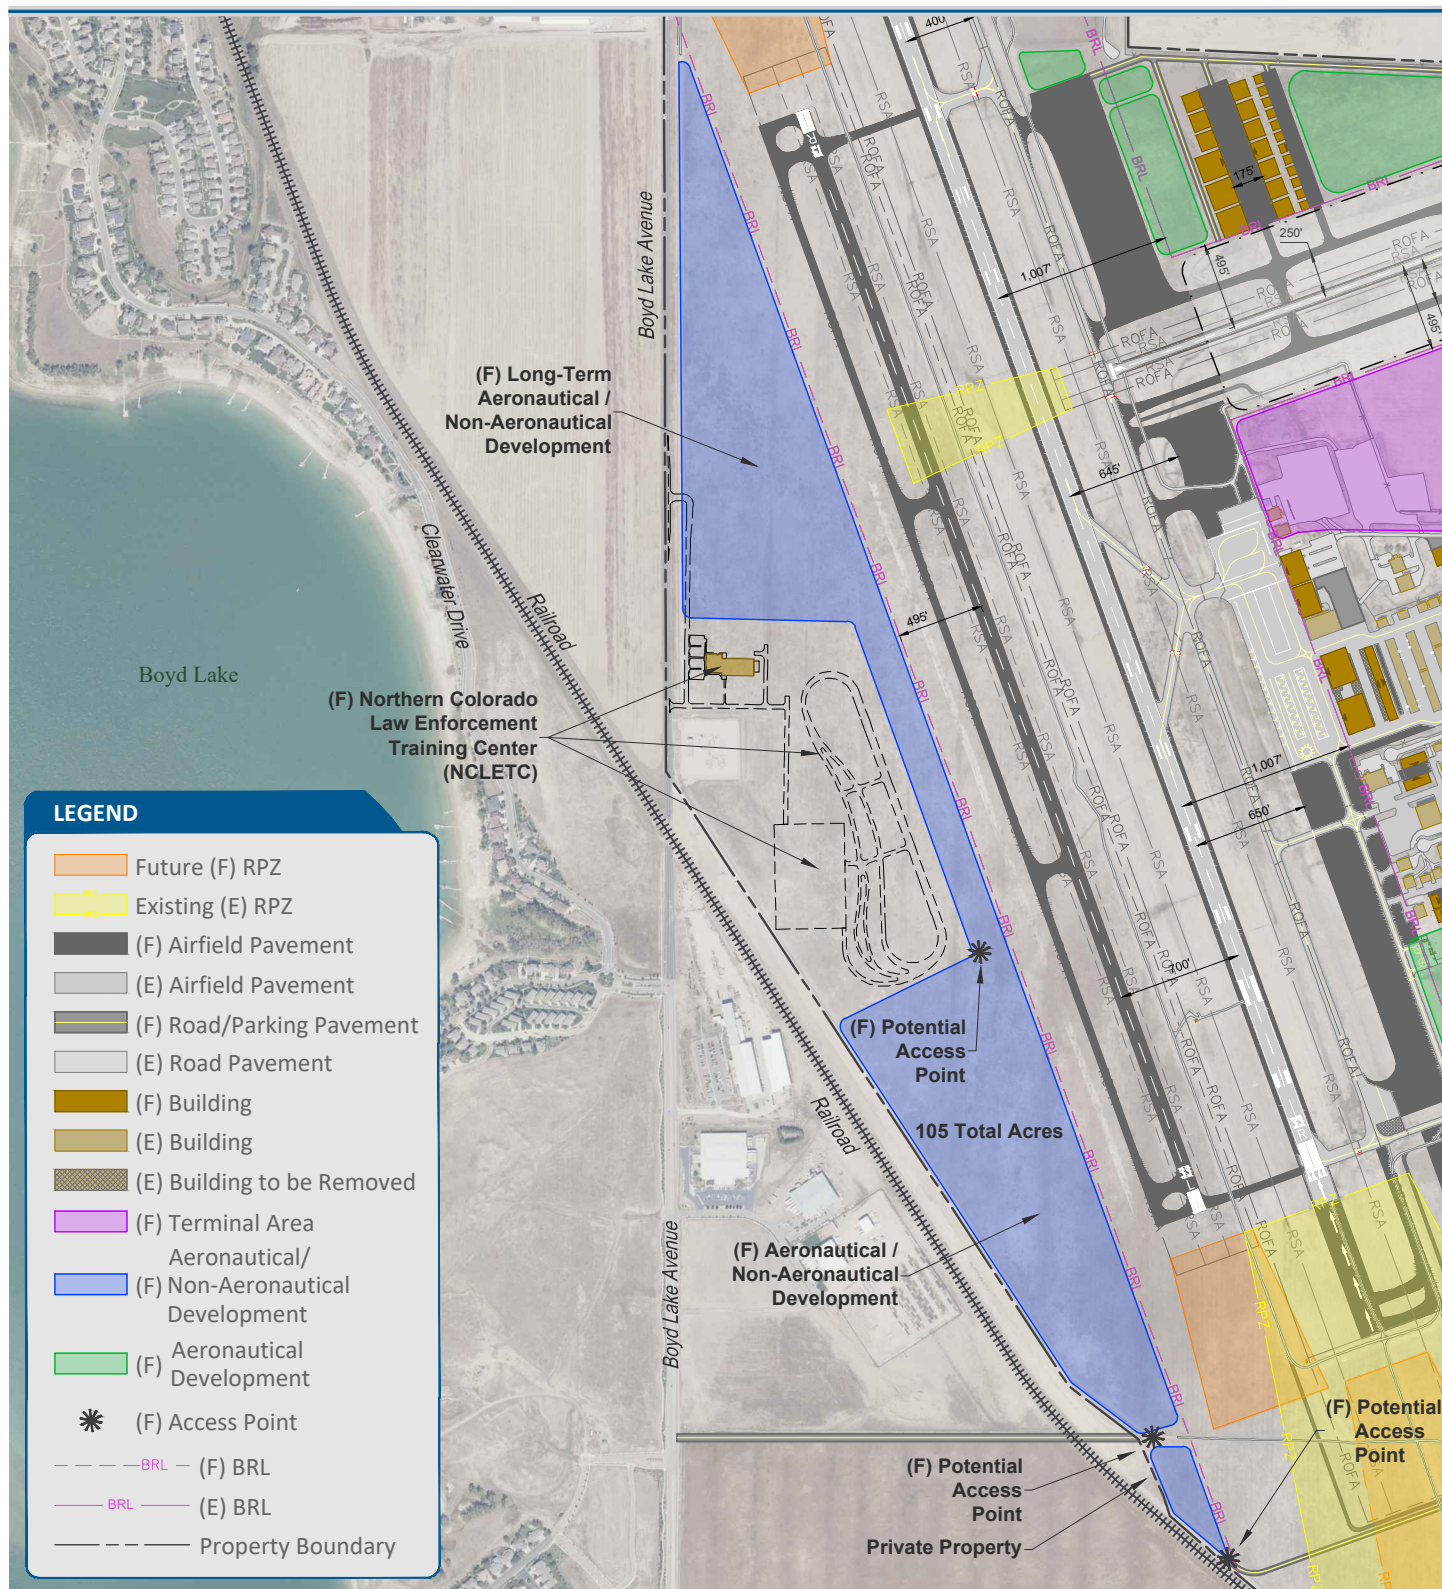 400'
BRL
ROFA
RSA
175'
250'
495'
1,007'
Boyd Lake Avenue
(F) Long-Term
Aeronautical /
Non-Aeronautical
Development
RPZ
645'
495'
495'
Clearwater Drive
Railroad
Boyd Lake
(F) Northern Colorado
Law Enforcement
Training Center
(NCLETC)
1,007'
650'
700'
(F) Potential
Access
Point
105 Total Acres
Railroad
Boyd Lake Avenue
(F) Aeronautical /
Non-Aeronautical
Development
(F) Potential
Access
Point
(F) Potential
Access
Point
Private Property
LEGEND
Future (F) RPZ
Existing (E) RPZ
(F) Airfield Pavement
(E) Airfield Pavement
(F) Road/Parking Pavement
(E) Road Pavement
(F) Building
(E) Building
(E) Building to be Removed
(F) Terminal Area
Aeronautical/
(F) Non-Aeronautical
Development
(F) Aeronautical
Development
(F) Access Point
BRL (F) BRL
BRL (E) BRL
Property Boundary